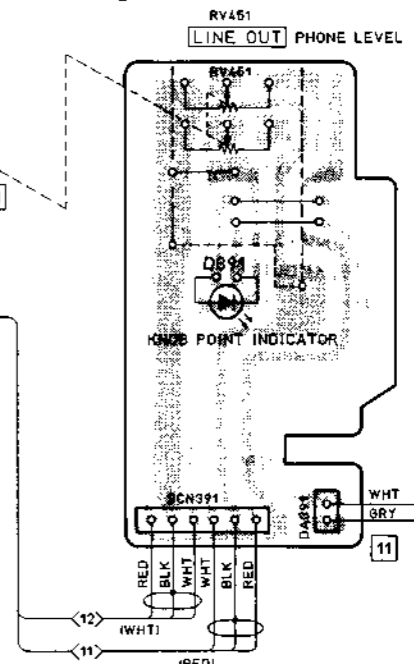 RV451
LINE OUT PHONE LEVEL
RV451
D391
KNOB POINT INDICATOR
CN391
WHT
GRY
11
RED
BLK
WHT
WHT
BLK
RED
12
(WHT)
11
(RED)